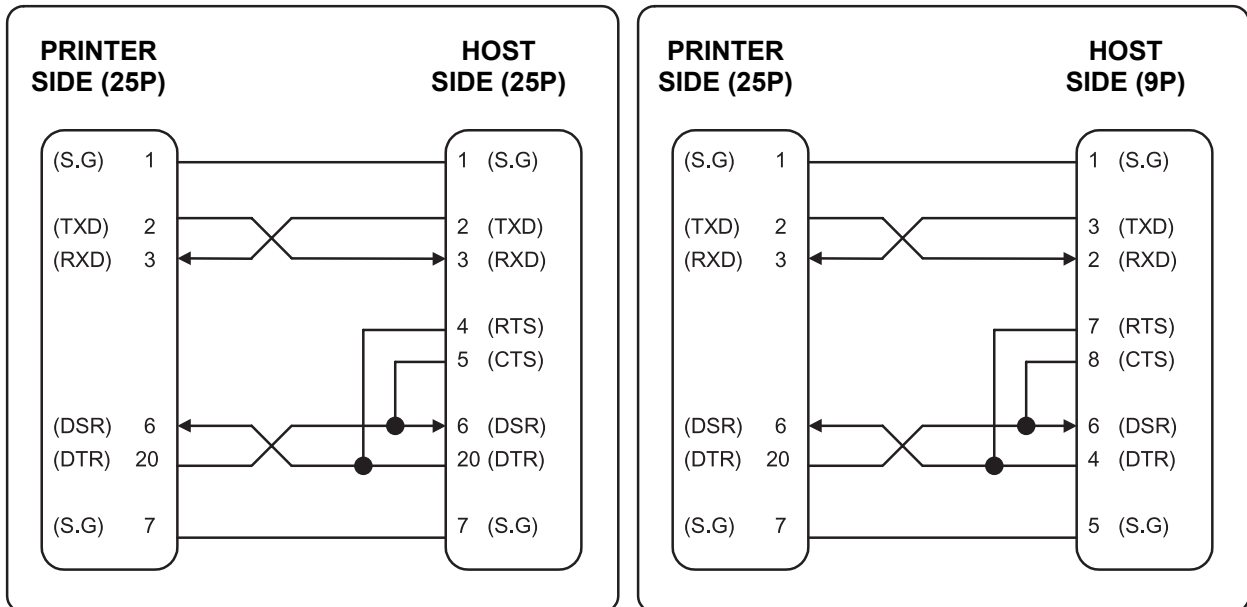 PRINTER
SIDE (25P)
HOST
SIDE (25P)
(S.G) 1
1 (S.G)
(TXD) 2
2 (TXD)
(RXD) 3
3 (RXD)
4 (RTS)
5 (CTS)
(DSR) 6
6 (DSR)
(DTR) 20
20 (DTR)
(S.G) 7
7 (S.G)
PRINTER
SIDE (25P)
HOST
SIDE (9P)
(S.G) 1
1 (S.G)
(TXD) 2
3 (TXD)
(RXD) 3
2 (RXD)
7 (RTS)
8 (CTS)
(DSR) 6
6 (DSR)
(DTR) 20
4 (DTR)
(S.G) 7
5 (S.G)